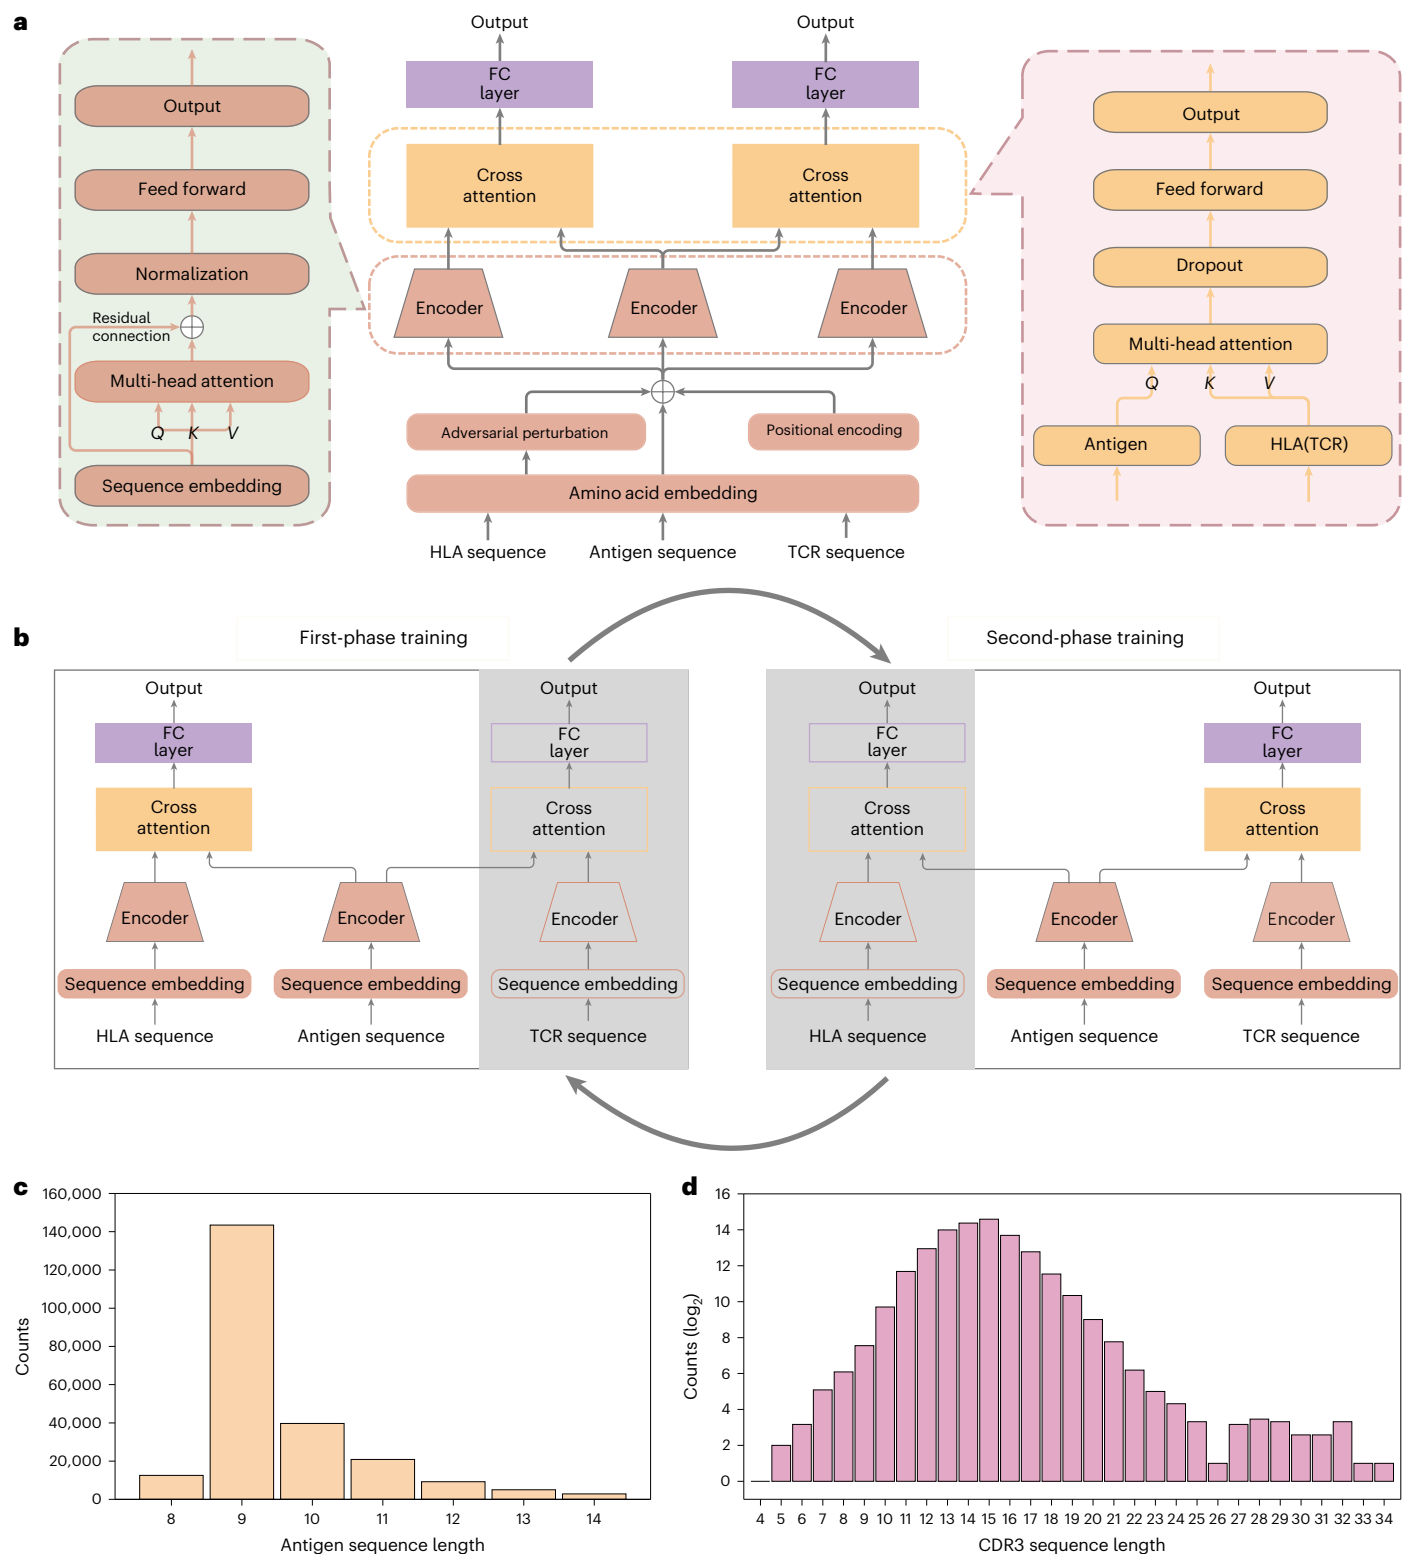 a
Output
Feed forward
Normalization
Residual
connection
Multi-head attention
Q K V
Sequence embedding
Output Output
FC
layer
FC
layer
Cross
attention
Cross
attention
Encoder Encoder Encoder
Adversarial perturbation Positional encoding
Amino acid embedding
HLA sequence Antigen sequence TCR sequence
Output
Feed forward
Dropout
Multi-head attention
Q K V
Antigen HLA(TCR)
b
First-phase training
Output Output
FC
layer
FC
layer
Cross
attention
Cross
attention
Encoder Encoder Encoder
Sequence embedding Sequence embedding Sequence embedding
HLA sequence Antigen sequence TCR sequence
Second-phase training
Output Output
FC
layer
FC
layer
Cross
attention
Cross
attention
Encoder Encoder Encoder
Sequence embedding Sequence embedding Sequence embedding
HLA sequence Antigen sequence TCR sequence
c
160,000
140,000
120,000
100,000
80,000
60,000
40,000
20,000
0
Counts
8 9 10 11 12 13 14
Antigen sequence length
d
16
14
12
10
8
6
4
2
0
Counts (log2)
4 5 6 7 8 9 10 11 12 13 14 15 16 17 18 19 20 21 22 23 24 25 26 27 28 29 30 31 32 33 34
CDR3 sequence length